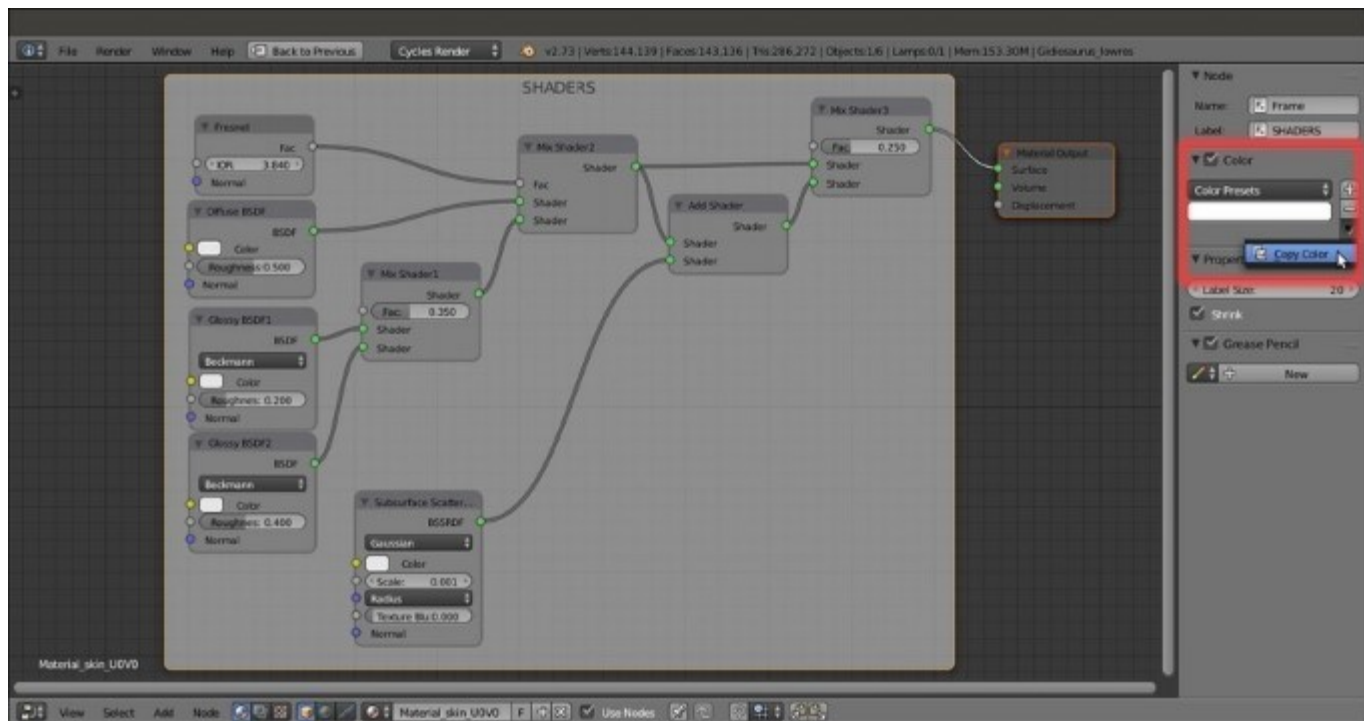 File Render Window Help Back to Previous Cycles Render v2.73 | Verts:144,139 | Faces:143,136 | Tris:286,272 | Objects:1/6 | Lamps:0/1 | Mem:153.30M | Gidiosaurus_lowres
SHADERS
Fresnel
Fac
IOR: 3.840
Normal
Diffuse BSDF
BSDF
Color
Roughness:0.500
Normal
Glossy BSDF1
BSDF
Beckmann
Color
Roughnes: 0.200
Normal
Glossy BSDF2
BSDF
Beckmann
Color
Roughnes: 0.400
Normal
Mix Shader1
Shader
Fac: 0.350
Shader
Shader
Subsurface Scatter...
BSSRDF
Gaussian
Color
Scale: 0.001
Radius
Texture Blu:0.000
Normal
Mix Shader2
Shader
Fac
Shader
Shader
Add Shader
Shader
Shader
Shader
Mix Shader3
Shader
Fac: 0.250
Shader
Shader
Material Output
Surface
Volume
Displacement
Node
Name: Frame
Label: SHADERS
Color
Color Presets
Copy Color
Propert
Label Size: 20
Shrink
Grease Pencil
New
Material_skin_U0V0
View Select Add Node Material_skin_U0V0 F Use Nodes